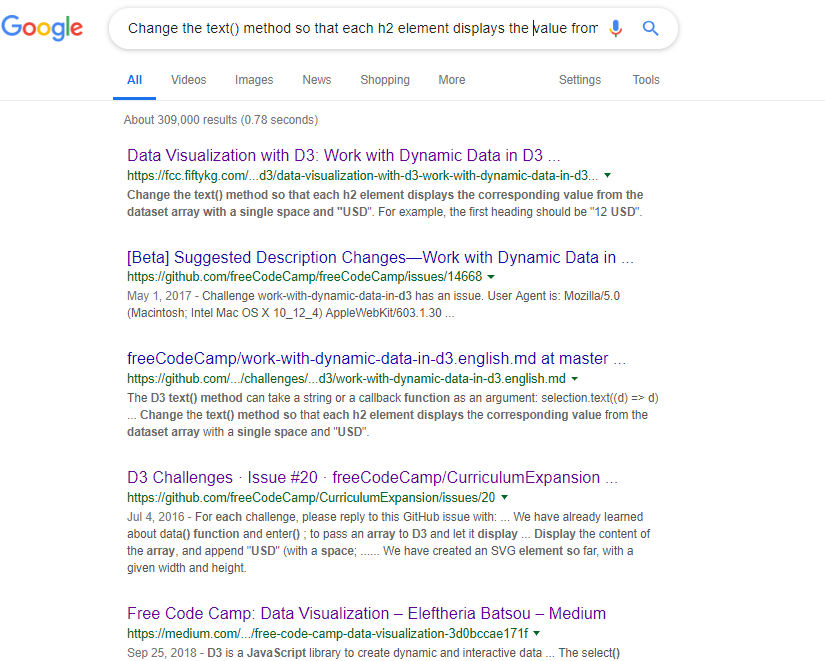 Google
Change the text() method so that each h2 element displays the value from
All Videos Images News Shopping More Settings Tools
About 309,000 results (0.78 seconds)
Data Visualization with D3: Work with Dynamic Data in D3 ...
https://fcc.fiftykg.com/...d3/data-visualization-with-d3-work-with-dynamic-data-in-d3...
Change the text() method so that each h2 element displays the corresponding value from the
dataset array with a single space and "USD". For example, the first heading should be "12 USD".
[Beta] Suggested Description Changes—Work with Dynamic Data in ...
https://github.com/freeCodeCamp/freeCodeCamp/issues/14668
May 1, 2017 - Challenge work-with-dynamic-data-in-d3 has an issue. User Agent is: Mozilla/5.0
(Macintosh; Intel Mac OS X 10_12_4) AppleWebKit/603.1.30 ...
freeCodeCamp/work-with-dynamic-data-in-d3.english.md at master ...
https://github.com/.../challenges/...d3/work-with-dynamic-data-in-d3.english.md
The D3 text() method can take a string or a callback function as an argument: selection.text((d) => d)
... Change the text() method so that each h2 element displays the corresponding value from the
dataset array with a single space and "USD".
D3 Challenges · Issue #20 · freeCodeCamp/CurriculumExpansion ...
https://github.com/freeCodeCamp/CurriculumExpansion/issues/20
Jul 4, 2016 - For each challenge, please reply to this GitHub issue with: ... We have already learned
about data() function and enter() ; to pass an array to D3 and let it display ... Display the content of
the array, and append "USD" (with a space; ...... We have created an SVG element so far, with a
given width and height.
Free Code Camp: Data Visualization – Eleftheria Batsou – Medium
https://medium.com/.../free-code-camp-data-visualization-3d0bccae171f
Sep 25, 2018 - D3 is a JavaScript library to create dynamic and interactive data ... The select()